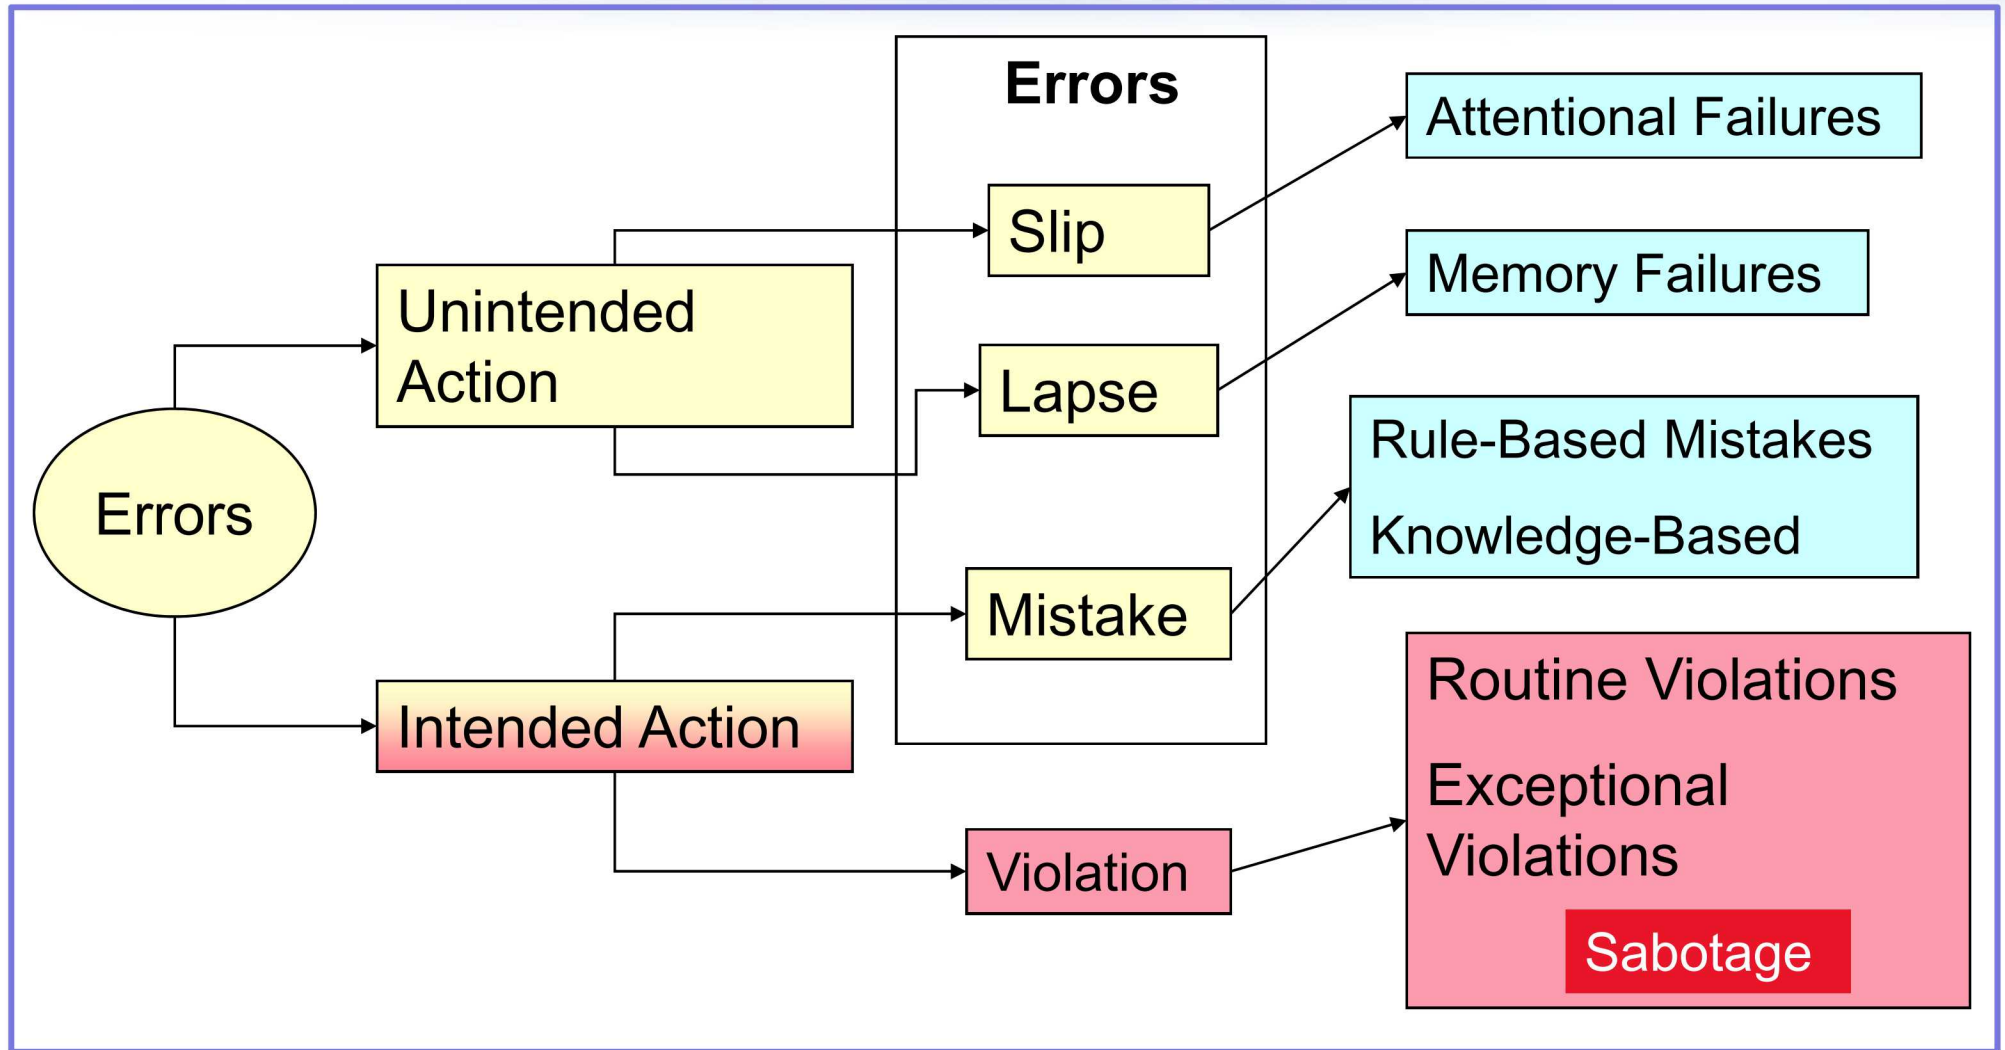 Errors
Unintended
Action
Intended Action
Errors
Slip
Lapse
Mistake
Violation
Attentional Failures
Memory Failures
Rule-Based Mistakes
Knowledge-Based
Routine Violations
Exceptional
Violations
Sabotage